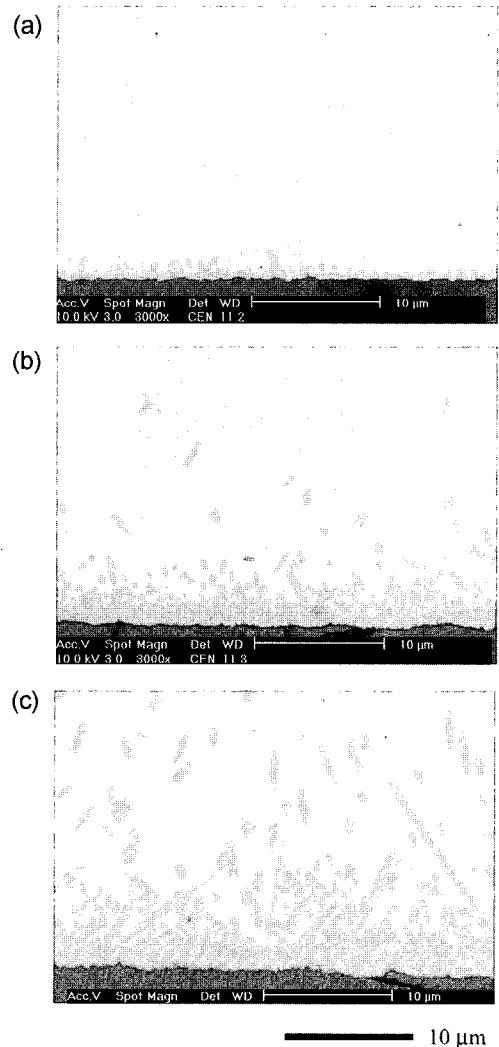 (a)
Acc.V Spot Magn Det WD 10 µm
10.0 kV 3.0 3000x CEN 11.2
(b)
Acc.V Spot Magn Det WD 10 µm
10.0 kV 3.0 3000x CEN 11.3
(c)
Acc.V Spot Magn Det WD 10 µm
10 µm